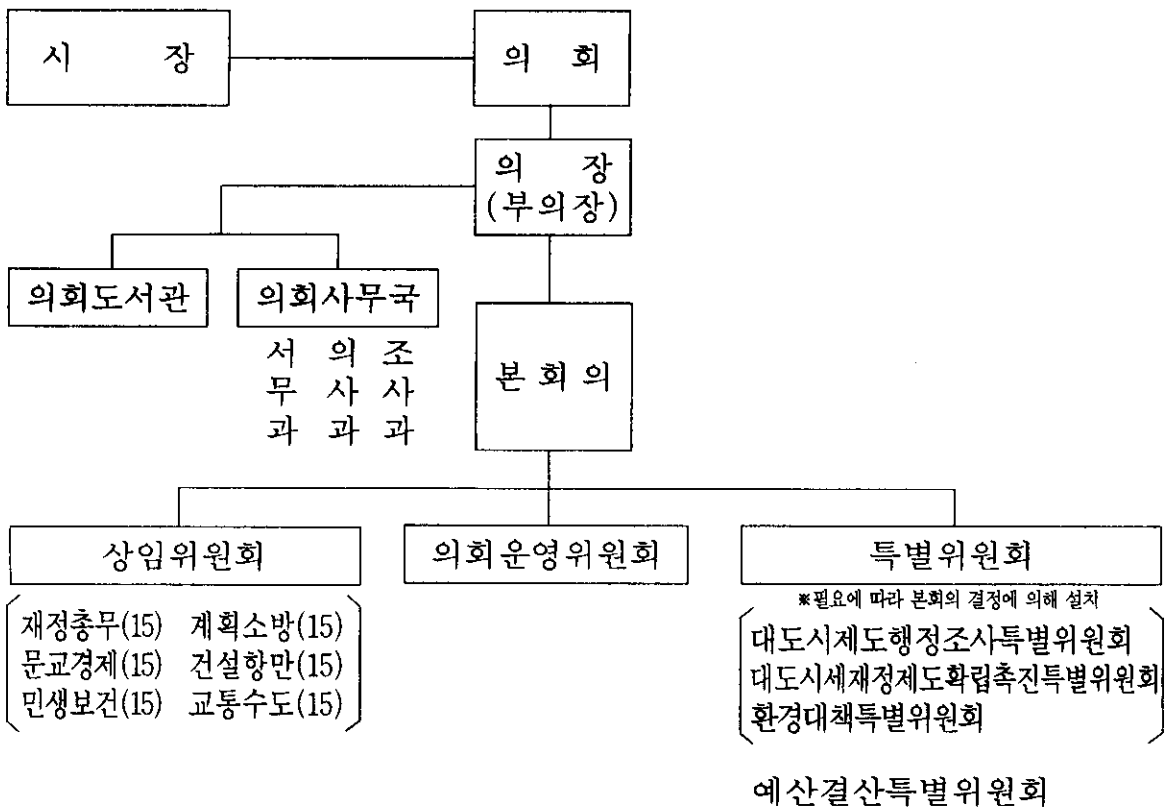 시 장
의 회
의 장
(부의장)
의회도서관
의회사무국
서무과
의사과
조사과
본회의
상임위원회
의회운영위원회
특별위원회
재정총무(15) 계획소방(15)
문교경제(15) 건설항만(15)
민생보건(15) 교통수도(15)
※필요에 따라 본회의 결정에 의해 설치
대도시제도행정조사특별위원회
대도시세재정제도확립촉진특별위원회
환경대책특별위원회
예산결산특별위원회